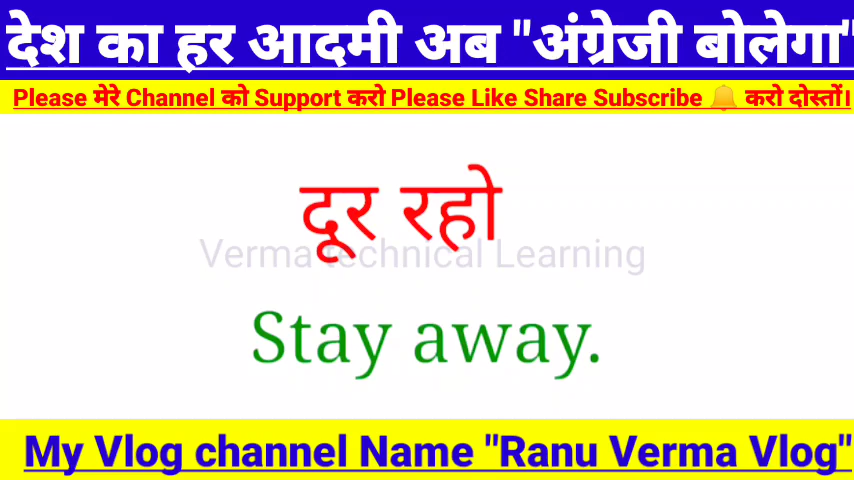 देश का हर आदमी अब "अंग्रेजी बोलेगा"
Please मेरे Channel को Support करो Please Like Share Subscribe 🔔 करो दोस्तों।
दूर रहो
Verma technical Learning
Stay away.
My Vlog channel Name "Ranu Verma Vlog"